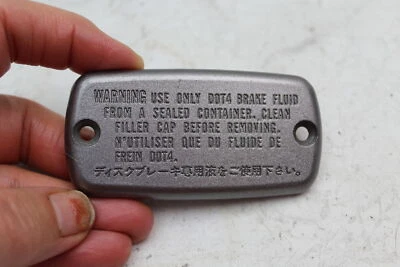 WARNING USE ONLY DOT4 BRAKE FLUID
FROM A SEALED CONTAINER. CLEAN
FILLER CAP BEFORE REMOVING.
N'UTILISER QUE DU FLUIDE DE
FREIN DOT4.
ディスクブレーキ専用液をご使用下さい。